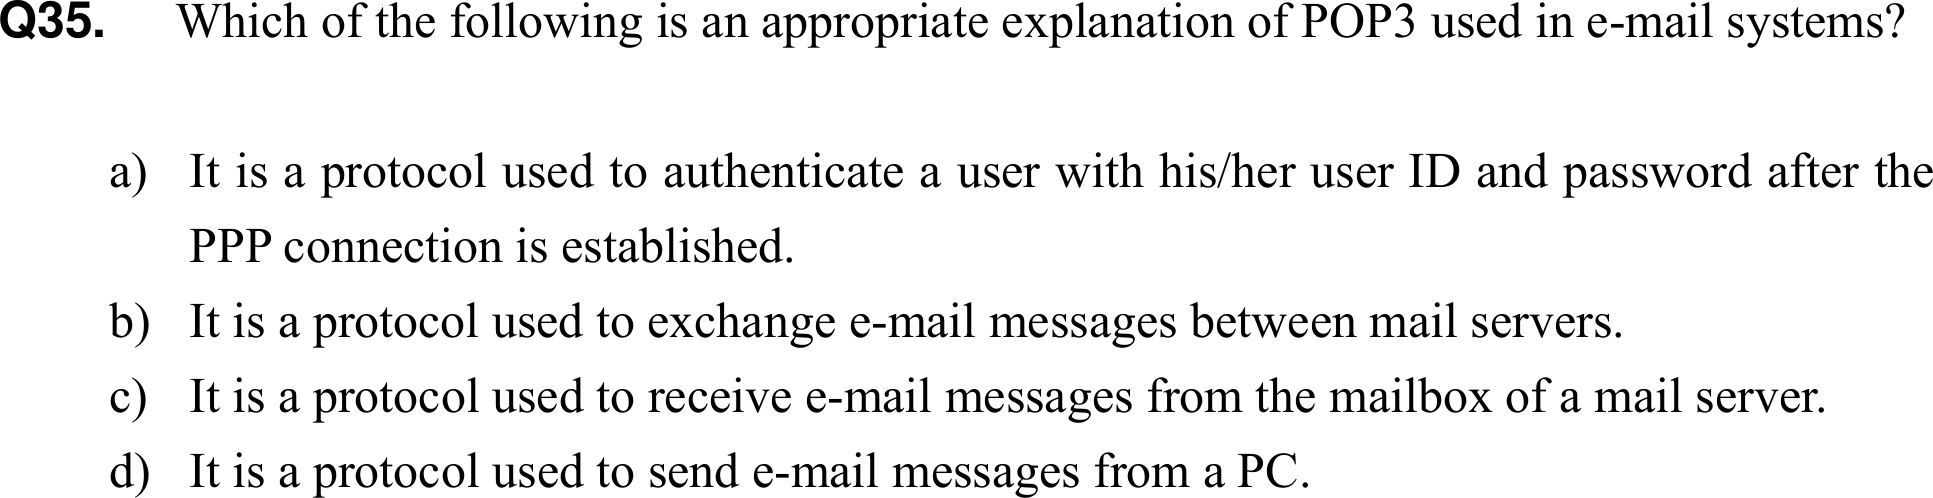 Q35. Which of the following is an appropriate explanation of POP3 used in e-mail systems?
a) It is a protocol used to authenticate a user with his/her user ID and password after the
PPP connection is established.
b) It is a protocol used to exchange e-mail messages between mail servers.
c) It is a protocol used to receive e-mail messages from the mailbox of a mail server.
d) It is a protocol used to send e-mail messages from a PC.